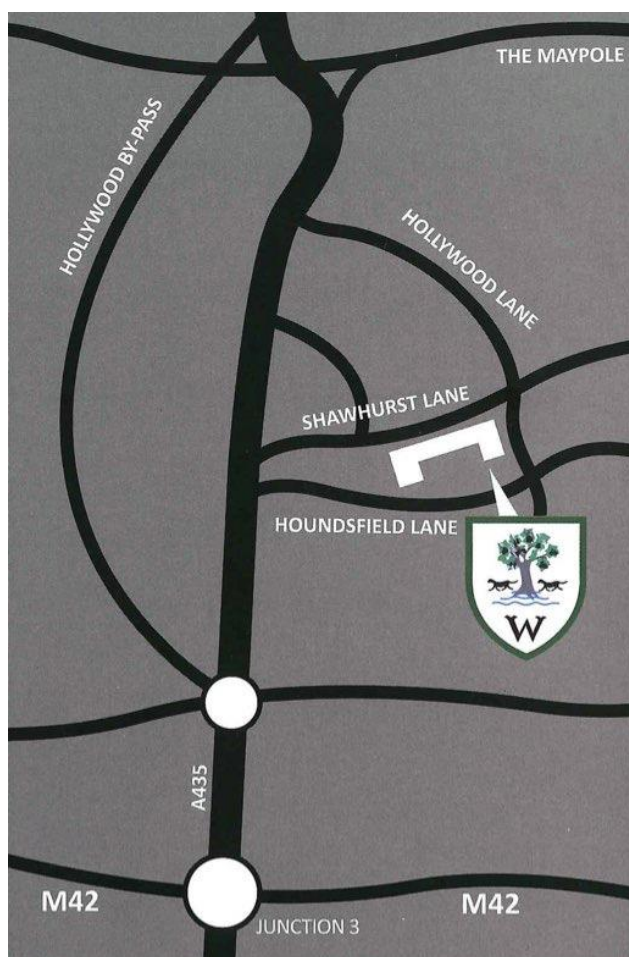 THE MAYPOLE
HOLLYWOOD BY-PASS
HOLLYWOOD LANE
SHAWHURST LANE
HOUNDSFIELD LANE
W
A435
M42
M42
JUNCTION 3